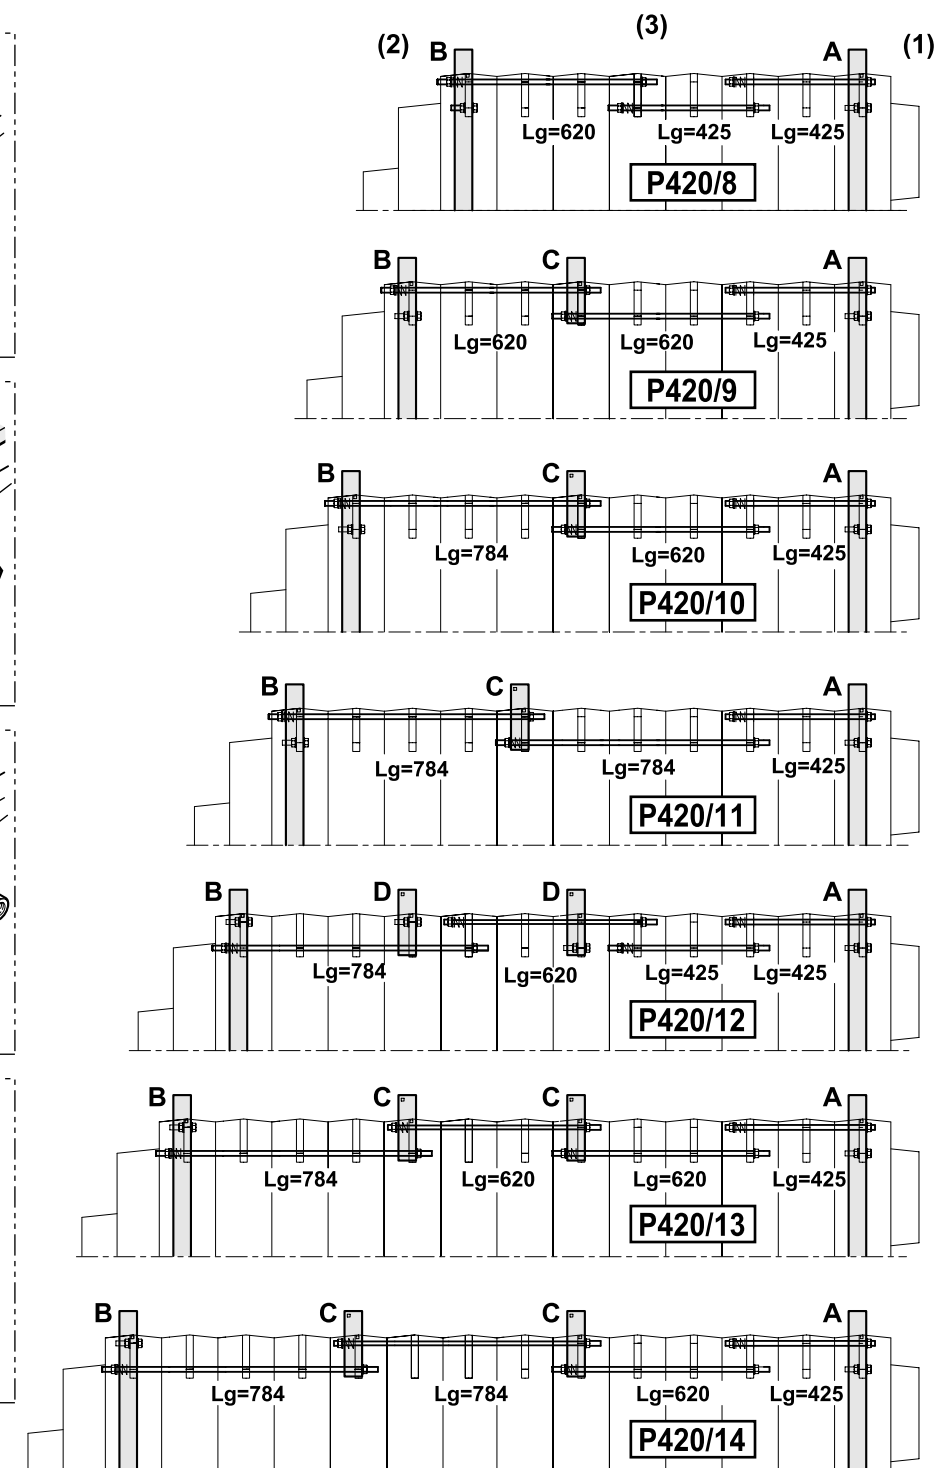 (3)
(2) B A (1)
Lg=620 Lg=425 Lg=425
P420/8
B C A
Lg=620 Lg=620 Lg=425
P420/9
B C A
Lg=784 Lg=620 Lg=425
P420/10
B C A
Lg=784 Lg=784 Lg=425
P420/11
B D D A
Lg=784 Lg=620 Lg=425 Lg=425
P420/12
B C C A
Lg=784 Lg=620 Lg=620 Lg=425
P420/13
B C C A
Lg=784 Lg=784 Lg=620 Lg=425
P420/14